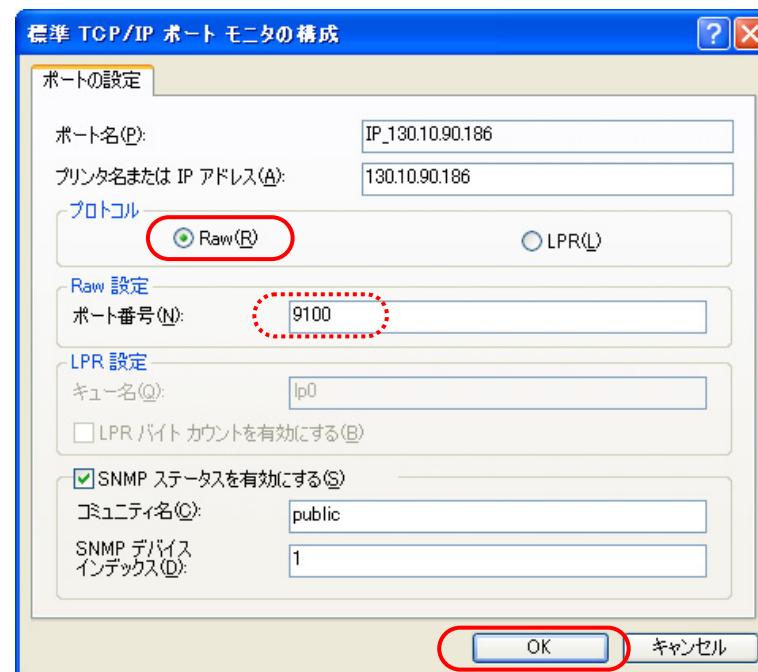 標準 TCP/IP ポート モニタの構成
ポートの設定
ポート名(P):
IP_130.10.90.186
プリンタ名または IP アドレス(A):
130.10.90.186
プロトコル
Raw(R)
LPR(L)
Raw 設定
ポート番号(N):
9100
LPR 設定
キュー名(Q):
lp0
LPR バイト カウントを有効にする(B)
SNMP ステータスを有効にする(S)
コミュニティ名(C):
public
SNMP デバイス
インデックス(D):
1
OK
キャンセル